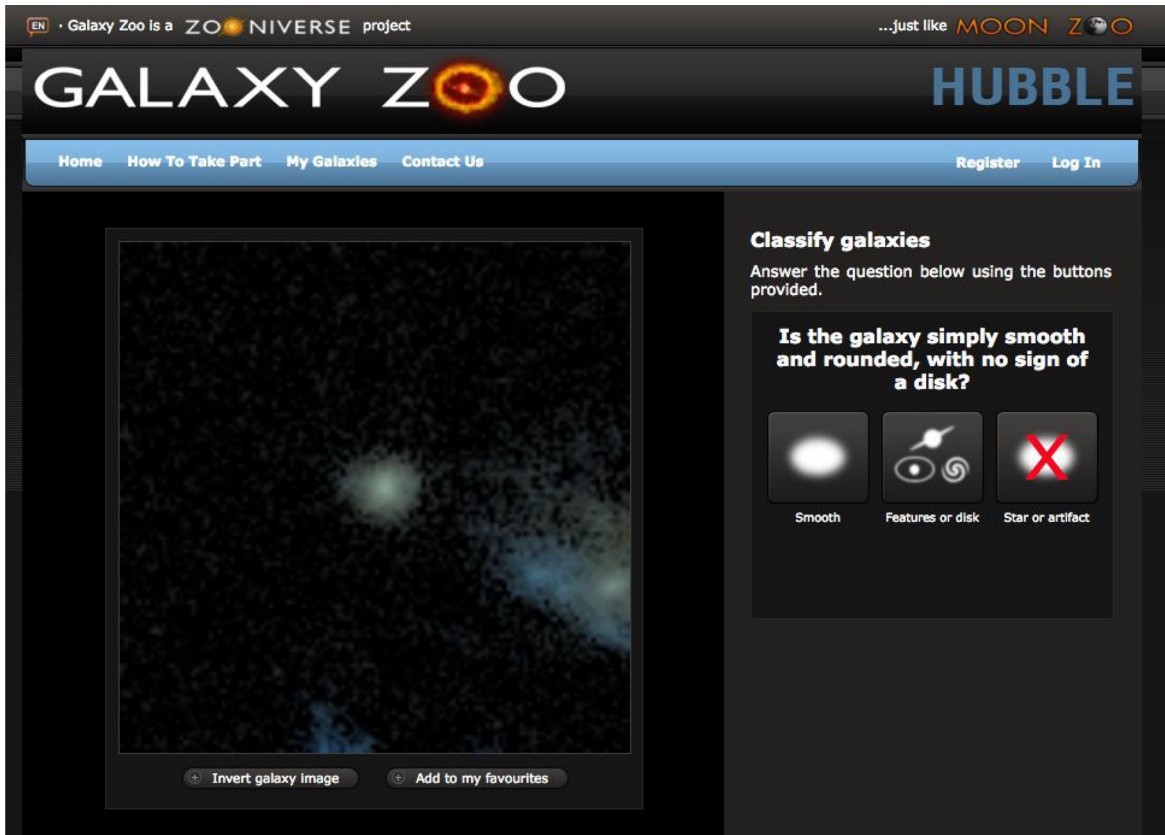 EN · Galaxy Zoo is a ZOONIVERSE project
...just like MOON ZOO
GALAXY ZOO
HUBBLE
Home How To Take Part My Galaxies Contact Us
Register Log In
Classify galaxies
Answer the question below using the buttons
provided.
Is the galaxy simply smooth
and rounded, with no sign of
a disk?
X
Smooth Features or disk Star or artifact
+ Invert galaxy image + Add to my favourites